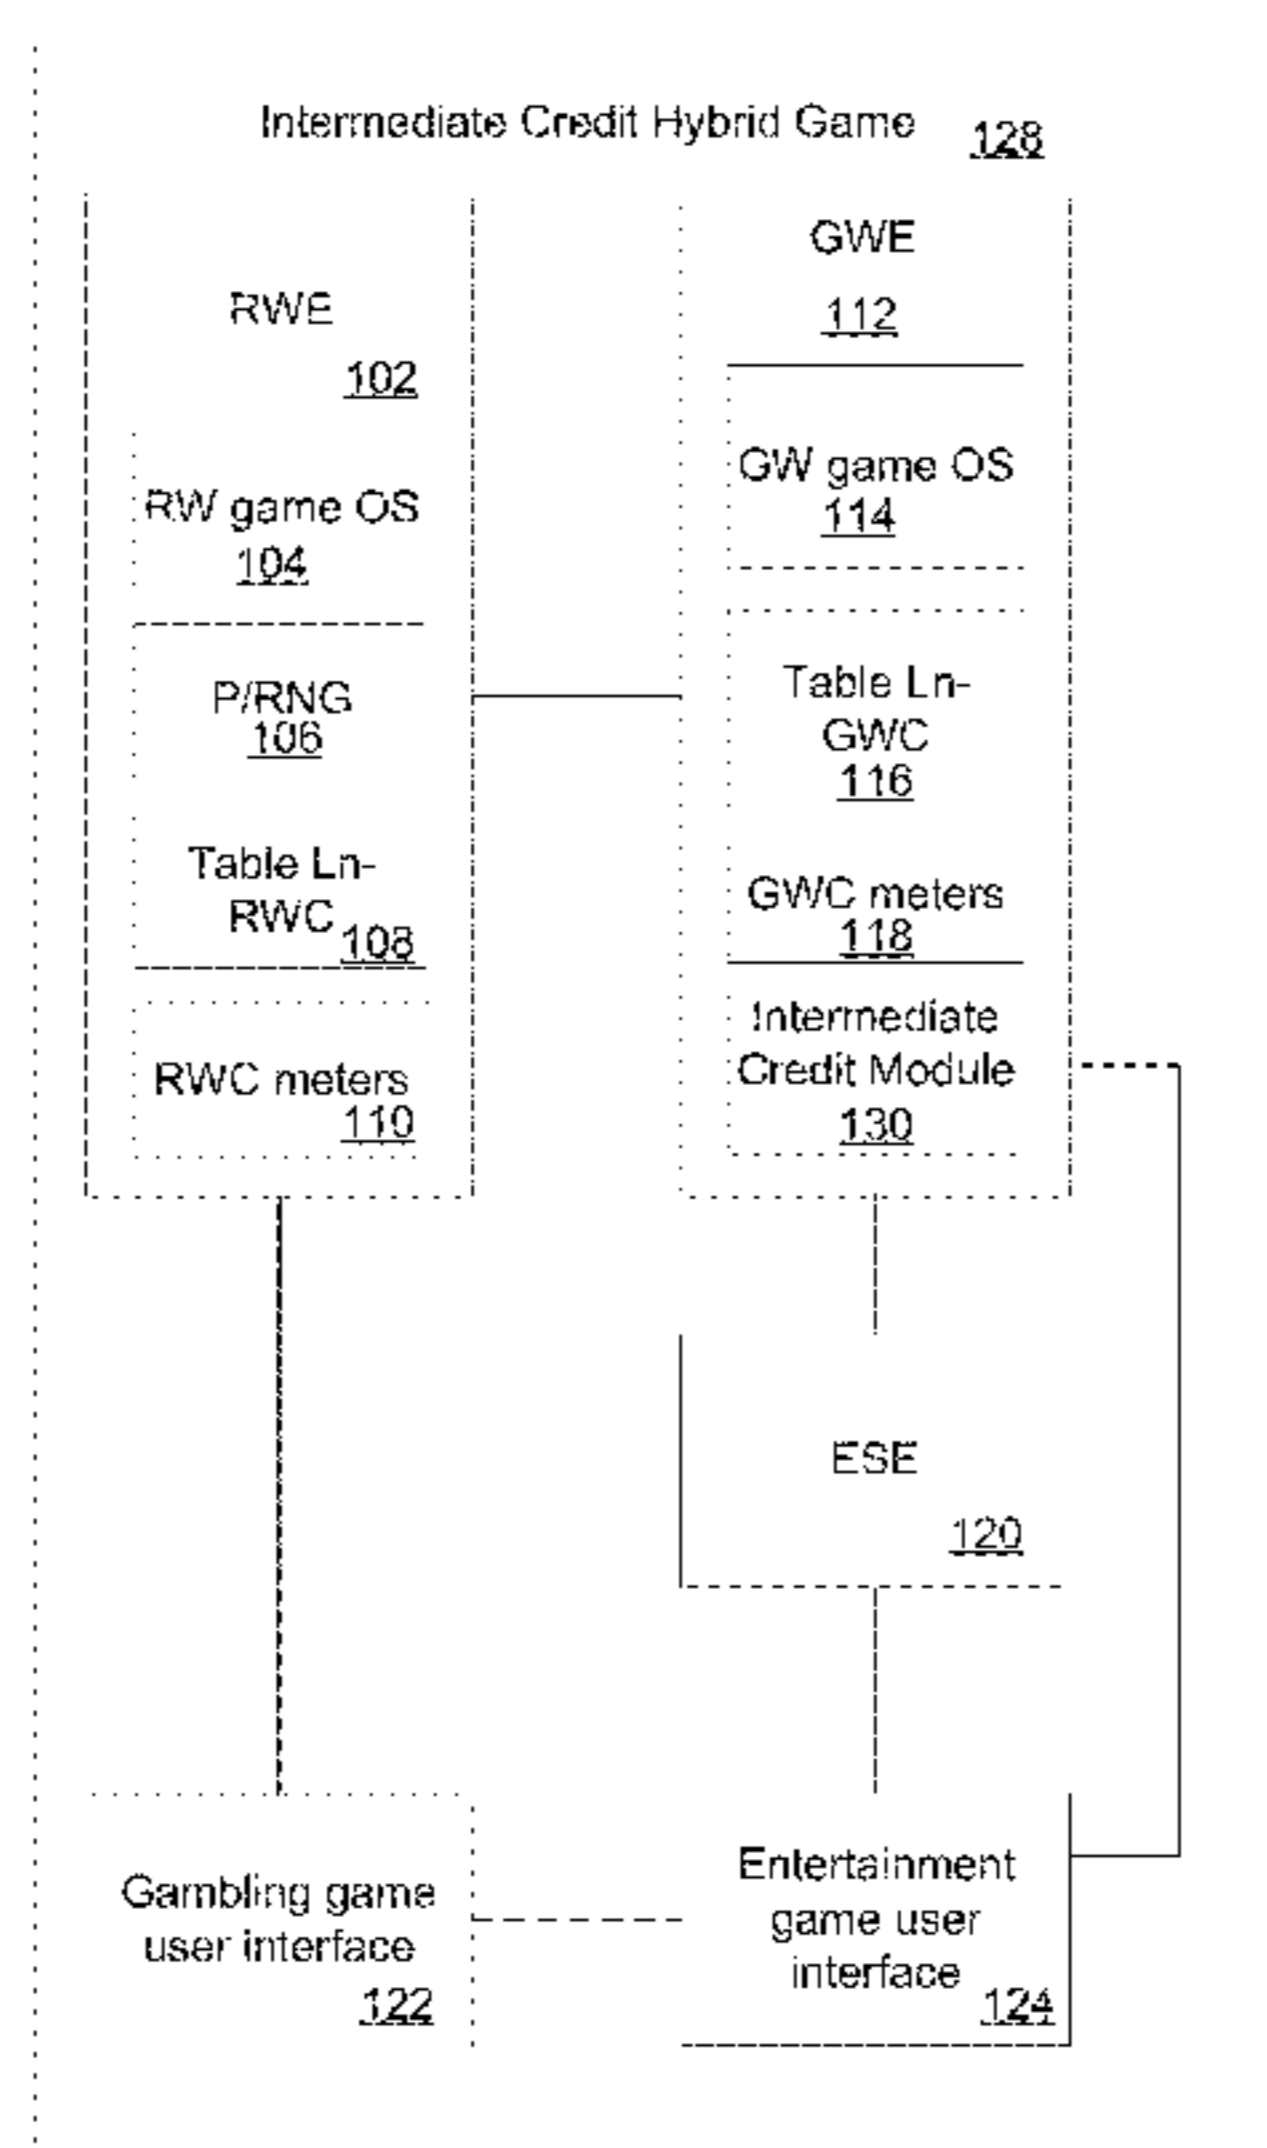 Intermediate Credit Hybrid Game 128
RWE
102
RW game OS
104
P/RNG
106
Table Ln-
RWC 108
RWC meters
110
GWE
112
GW game OS
114
Table Ln-
GWC
116
GWC meters
118
Intermediate
Credit Module
130
ESE
120
Gambling game
user interface
122
Entertainment
game user
interface
124